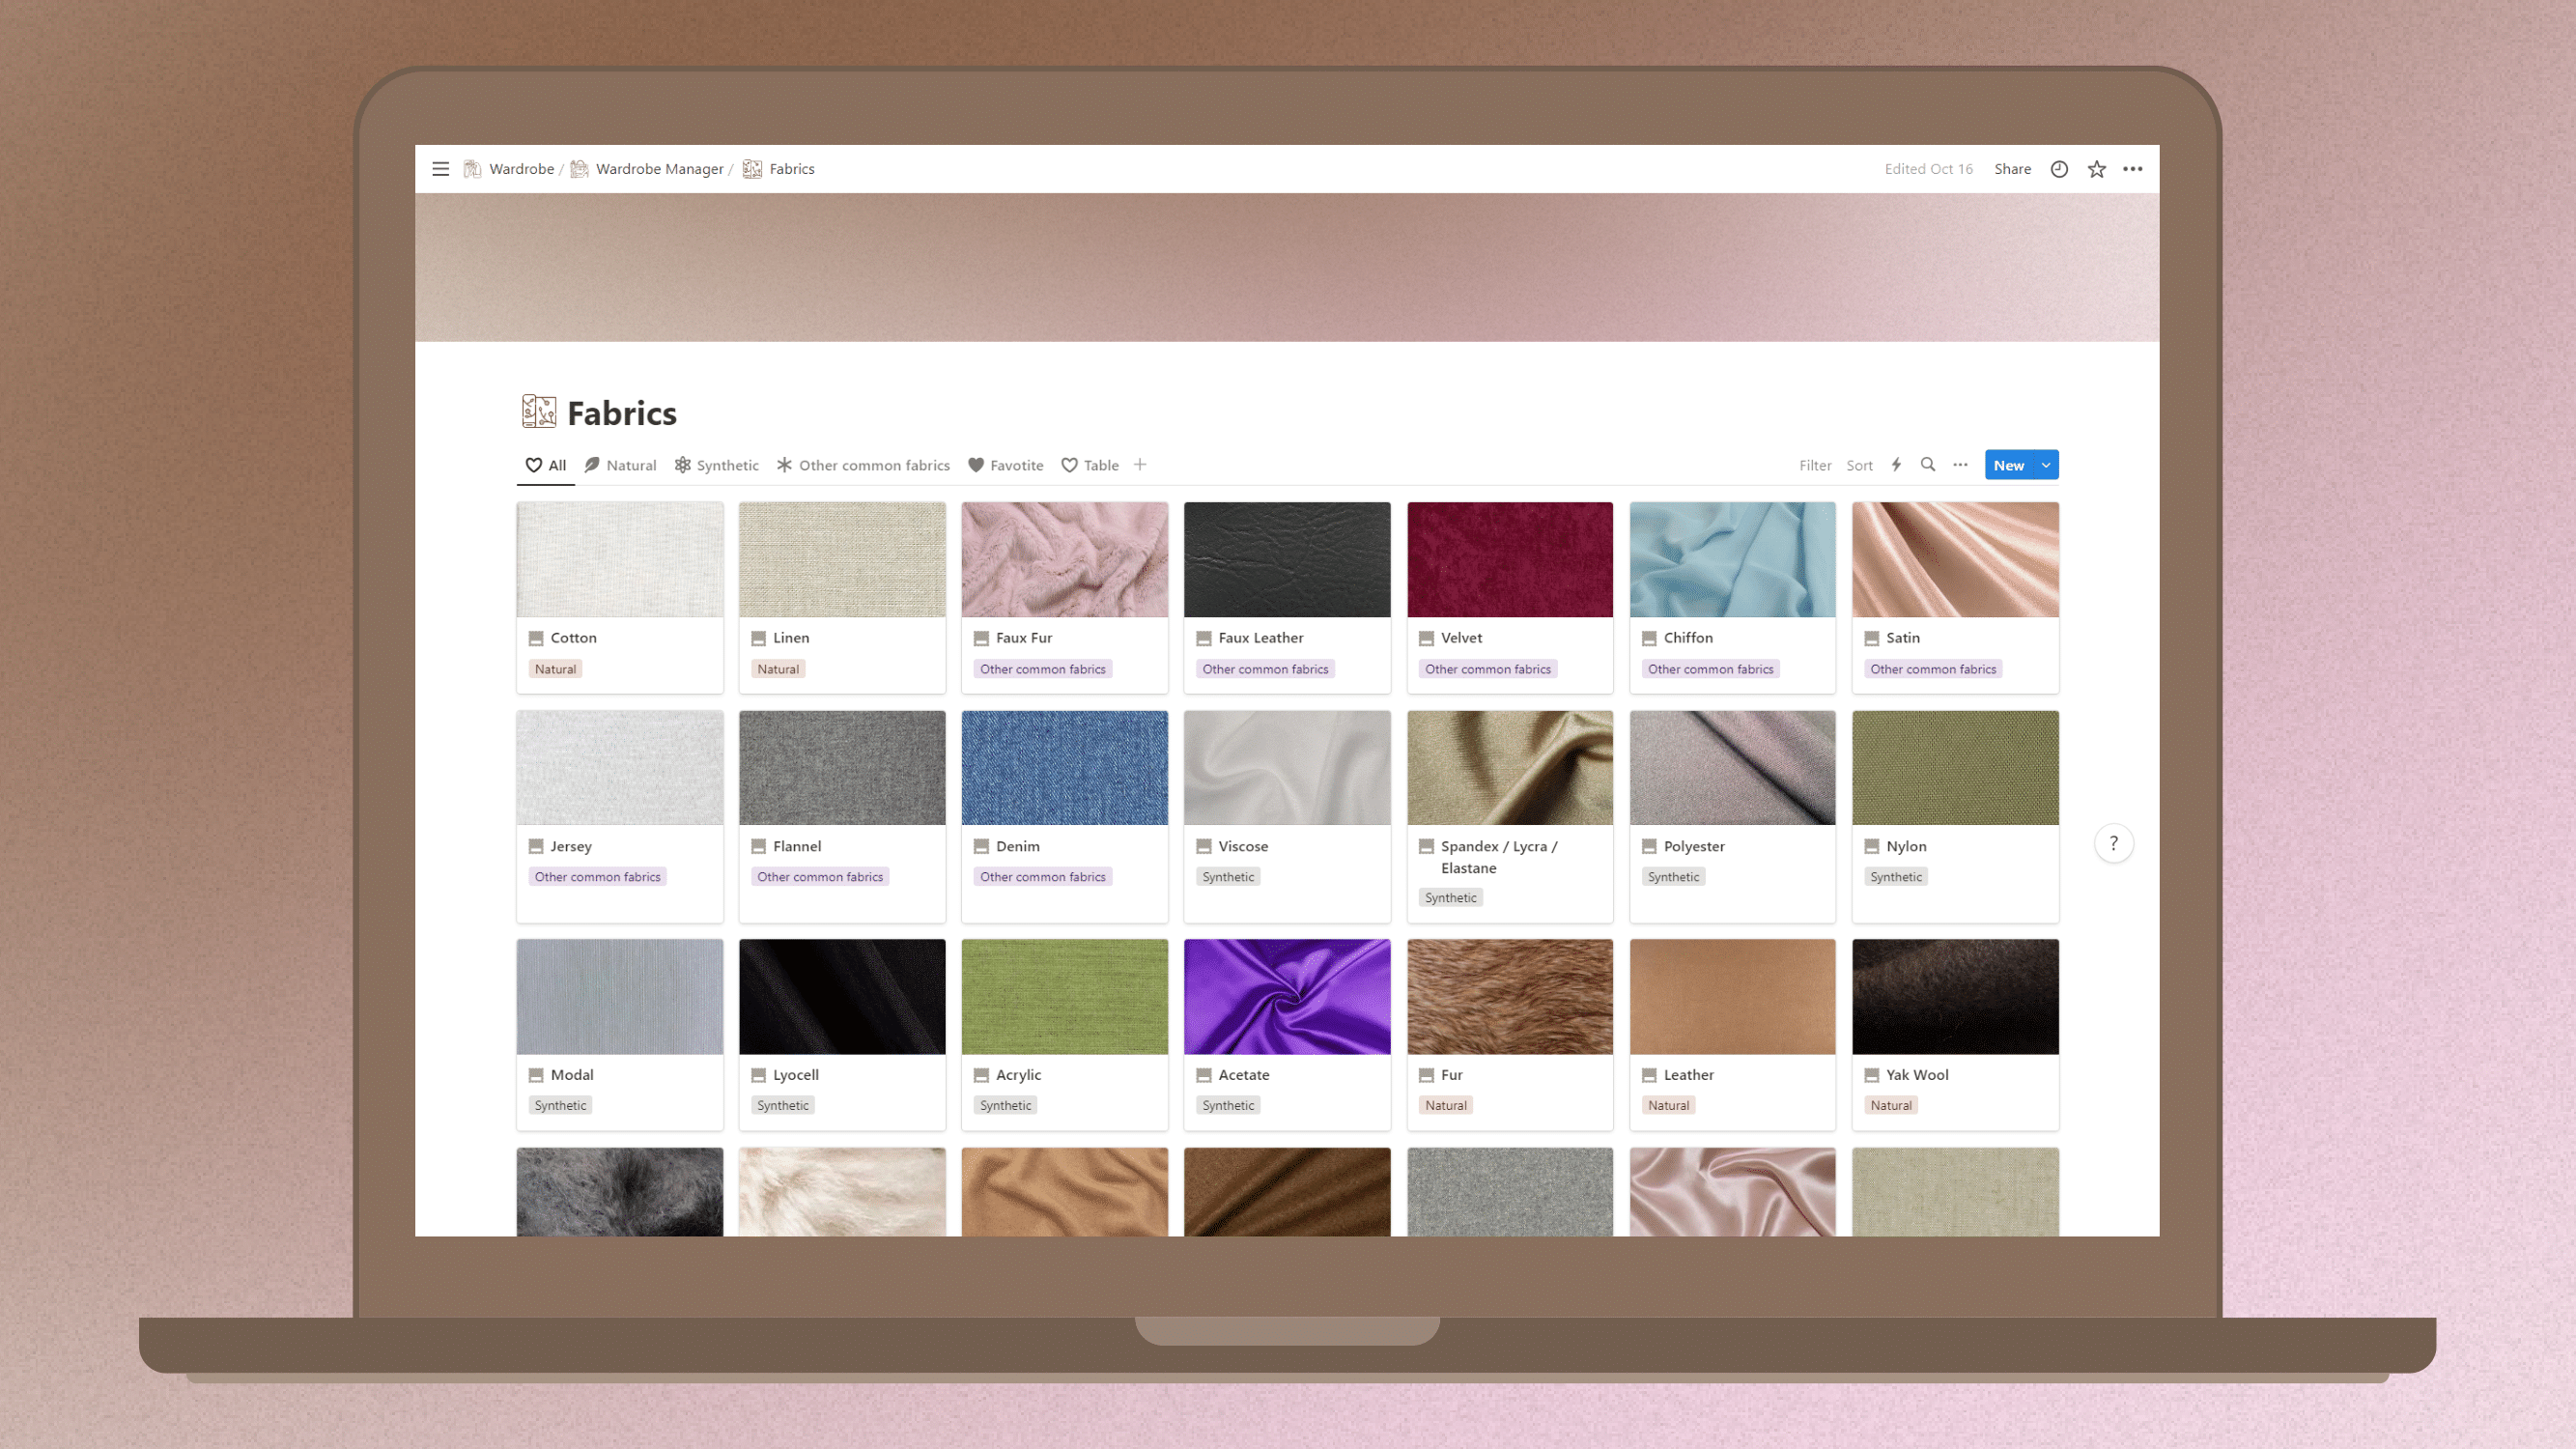 Wardrobe / Wardrobe Manager / Fabrics
Edited Oct 16 Share
Fabrics
All Natural Synthetic Other common fabrics Favotite Table
Filter Sort New
Cotton
Natural
Linen
Natural
Faux Fur
Other common fabrics
Faux Leather
Other common fabrics
Velvet
Other common fabrics
Chiffon
Other common fabrics
Satin
Other common fabrics
Jersey
Other common fabrics
Flannel
Other common fabrics
Denim
Other common fabrics
Viscose
Synthetic
Spandex / Lycra /
Elastane
Synthetic
Polyester
Synthetic
Nylon
Synthetic
?
Modal
Synthetic
Lyocell
Synthetic
Acrylic
Synthetic
Acetate
Synthetic
Fur
Natural
Leather
Natural
Yak Wool
Natural